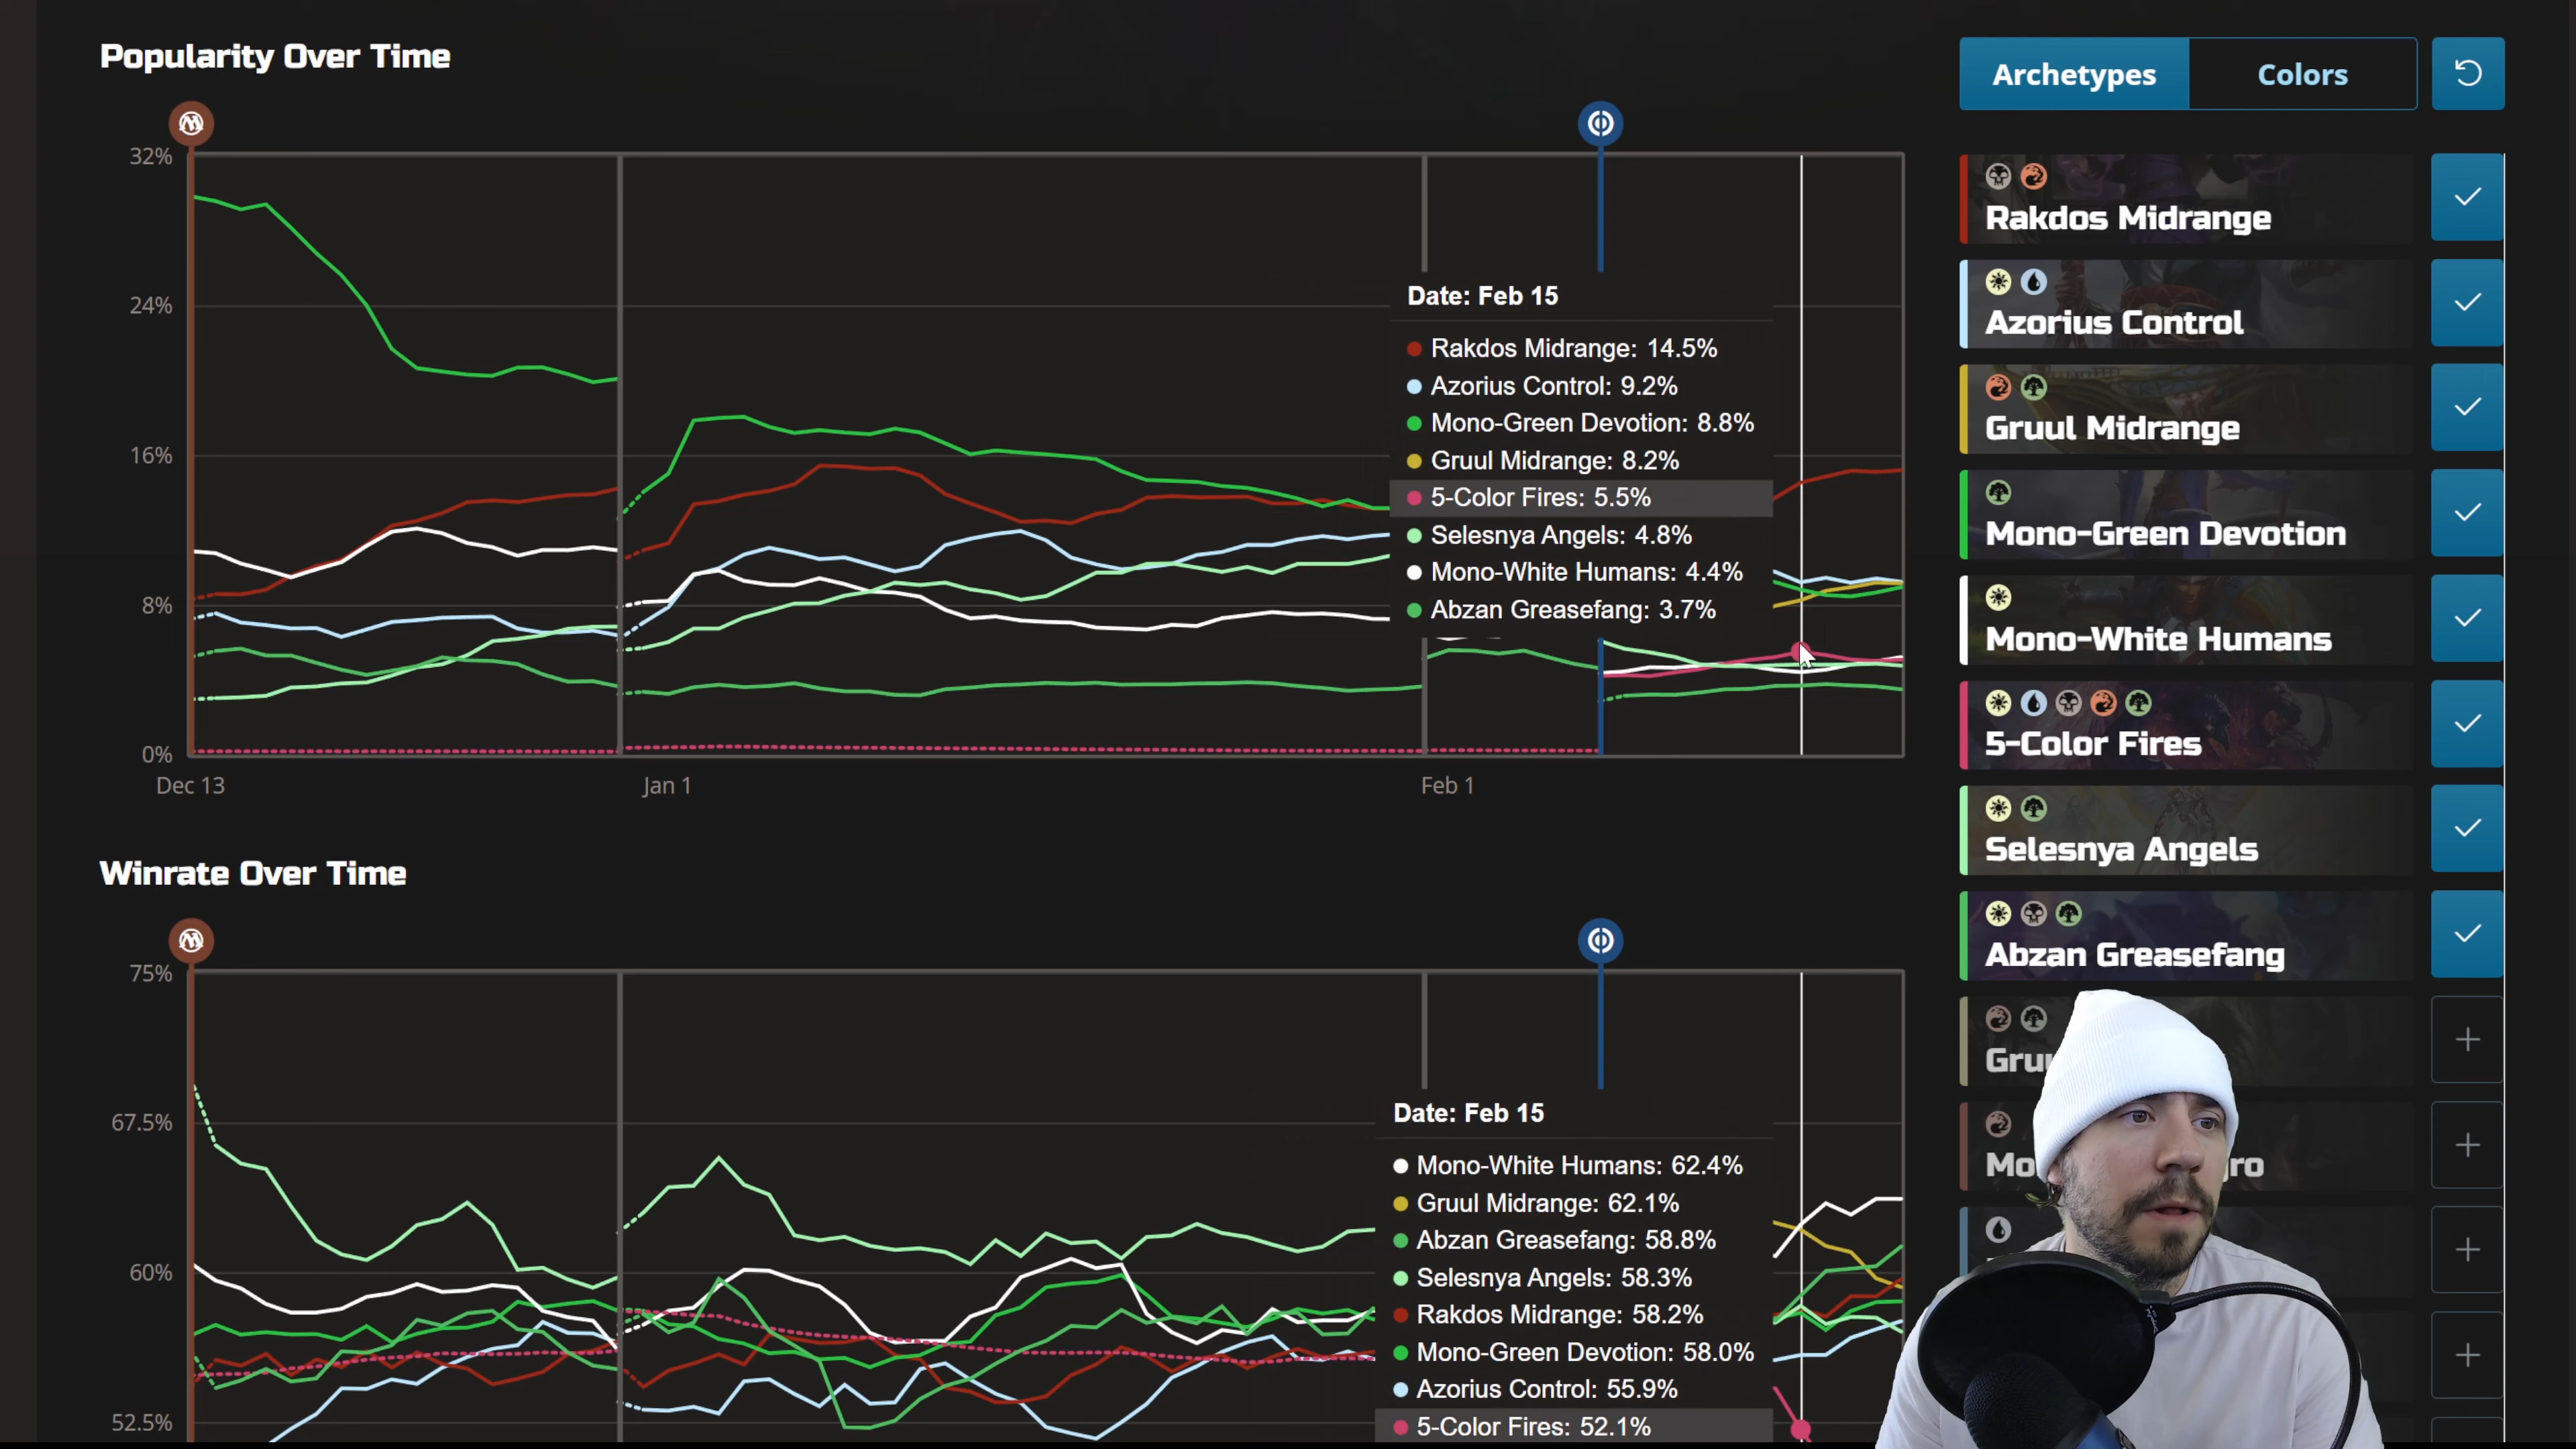 Popularity Over Time
Archetypes
Colors
32%
24%
16%
8%
0%
Dec 13
Jan 1
Feb 1
Date: Feb 15
Rakdos Midrange: 14.5%
Azorius Control: 9.2%
Mono-Green Devotion: 8.8%
Gruul Midrange: 8.2%
5-Color Fires: 5.5%
Selesnya Angels: 4.8%
Mono-White Humans: 4.4%
Abzan Greasefang: 3.7%
Rakdos Midrange
Azorius Control
Gruul Midrange
Mono-Green Devotion
Mono-White Humans
5-Color Fires
Selesnya Angels
Abzan Greasefang
Winrate Over Time
75%
67.5%
60%
52.5%
Date: Feb 15
Mono-White Humans: 62.4%
Gruul Midrange: 62.1%
Abzan Greasefang: 58.8%
Selesnya Angels: 58.3%
Rakdos Midrange: 58.2%
Mono-Green Devotion: 58.0%
Azorius Control: 55.9%
5-Color Fires: 52.1%